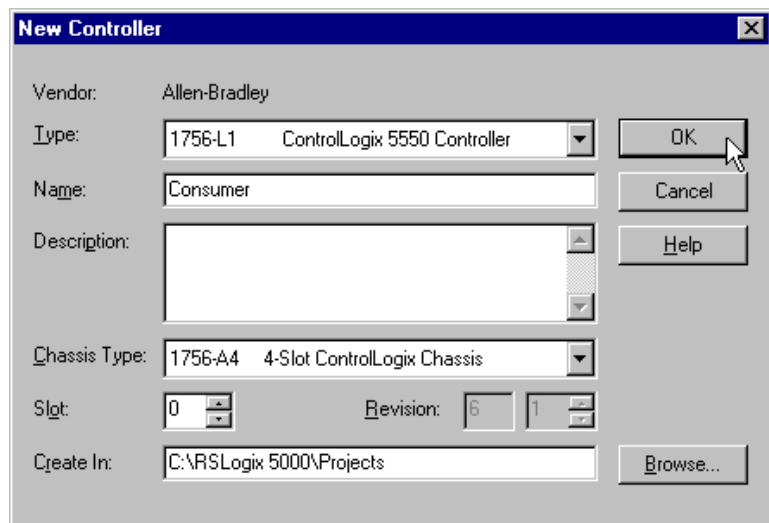 New Controller
Vendor: Allen-Bradley
Type: 1756-L1 ControlLogix 5550 Controller OK
Name: Consumer Cancel
Description: Help
Chassis Type: 1756-A4 4-Slot ControlLogix Chassis
Slot: 0 Revision: 6 1
Create In: C:\RSLogix 5000\Projects Browse...